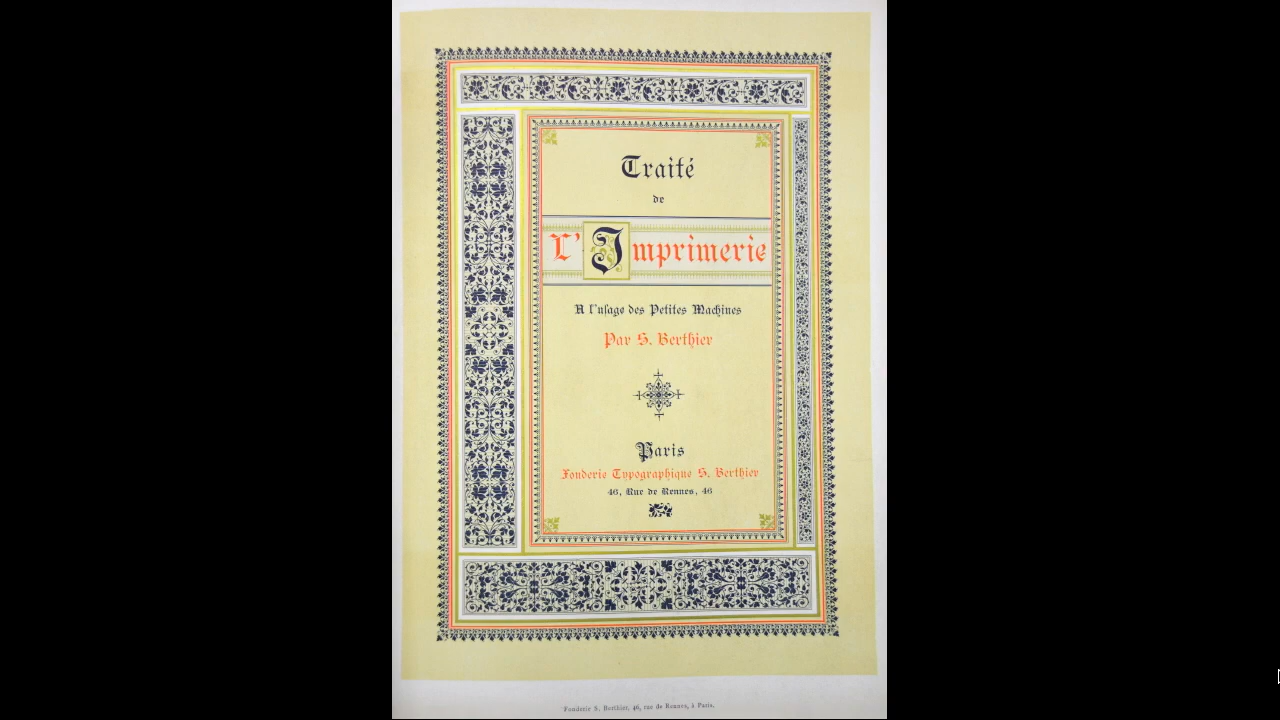 Traité
de
L'Imprimerie
A l'uſage des Petites Machines
Par S. Berthier
Paris
Fonderie Typographique S. Berthier
46, Rue de Rennes, 46
Fonderie S. Berthier, 46, rue de Rennes, à Paris.